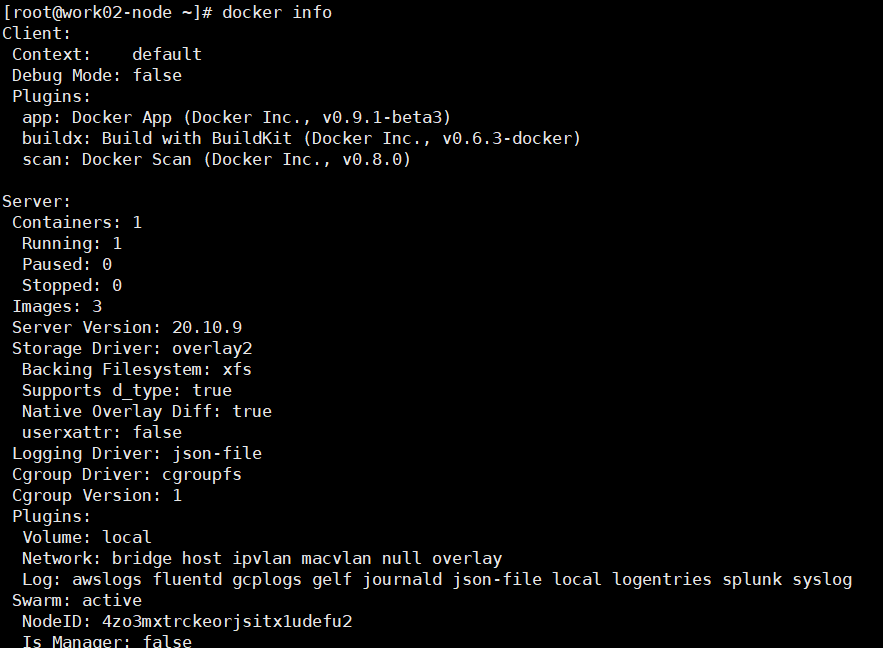 [root@work02-node ~]# docker info
Client:
 Context:    default
 Debug Mode: false
 Plugins:
  app: Docker App (Docker Inc., v0.9.1-beta3)
  buildx: Build with BuildKit (Docker Inc., v0.6.3-docker)
  scan: Docker Scan (Docker Inc., v0.8.0)

Server:
 Containers: 1
  Running: 1
  Paused: 0
  Stopped: 0
 Images: 3
 Server Version: 20.10.9
 Storage Driver: overlay2
  Backing Filesystem: xfs
  Supports d_type: true
  Native Overlay Diff: true
  userxattr: false
 Logging Driver: json-file
 Cgroup Driver: cgroupfs
 Cgroup Version: 1
 Plugins:
  Volume: local
  Network: bridge host ipvlan macvlan null overlay
  Log: awslogs fluentd gcplogs gelf journald json-file local logentries splunk syslog
 Swarm: active
  NodeID: 4zo3mxtrckeorjsitx1udefu2
  Is Manager: false